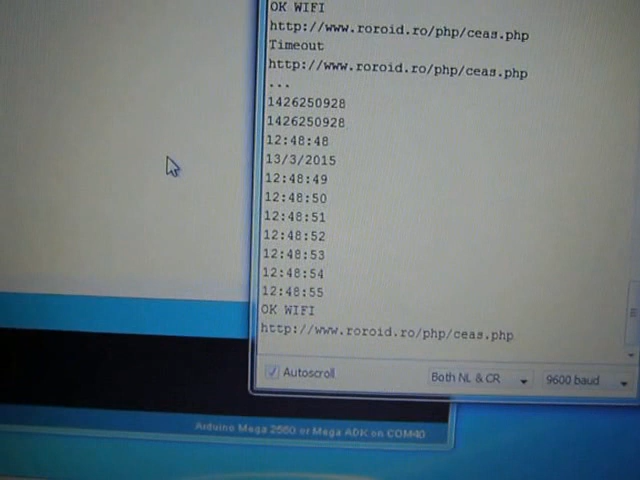 OK WIFI
http://www.roroid.ro/php/ceas.php
Timeout
http://www.roroid.ro/php/ceas.php
...
1426250928
1426250928
12:48:48
13/3/2015
12:48:49
12:48:50
12:48:51
12:48:52
12:48:53
12:48:54
12:48:55
OK WIFI
http://www.roroid.ro/php/ceas.php
Autoscroll Both NL & CR 9600 baud
Arduino Mega 2560 or Mega ADK on COM40